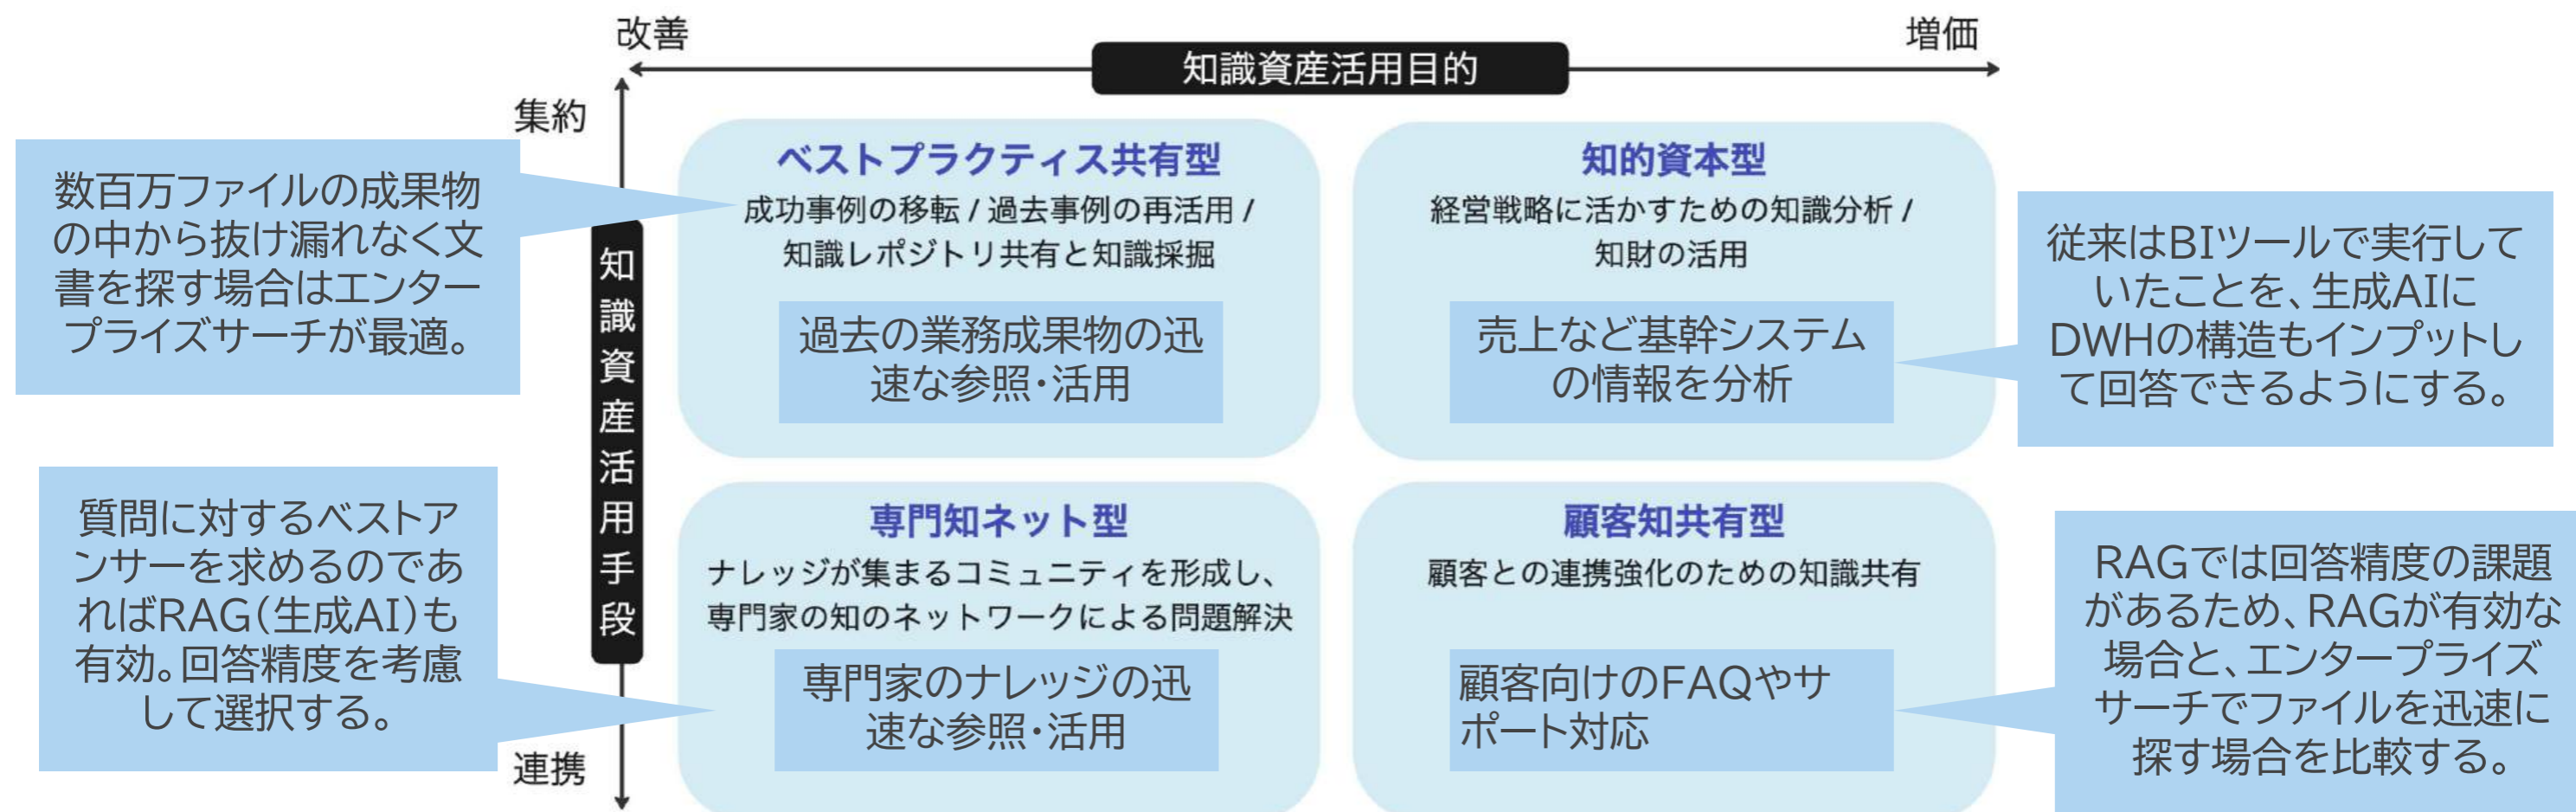 改善
知識資産活用目的
増価
集約
知識資産活用手段
連携
数百万ファイルの成果物
の中から抜け漏れなく文
書を探す場合はエンター
プライズサーチが最適。
ベストプラクティス共有型
成功事例の移転 / 過去事例の再活用 /
知識レポジトリ共有と知識採掘
過去の業務成果物の迅
速な参照・活用
知的資本型
経営戦略に活かすための知識分析 /
知財の活用
売上など基幹システム
の情報を分析
従来はBIツールで実行して
いたことを、生成AIに
DWHの構造もインプットし
て回答できるようにする。
質問に対するベストア
ンサーを求めるのであ
ればRAG(生成AI)も
有効。回答精度を考慮
して選択する。
専門知ネット型
ナレッジが集まるコミュニティを形成し、
専門家の知のネットワークによる問題解決
専門家のナレッジの迅
速な参照・活用
顧客知共有型
顧客との連携強化のための知識共有
顧客向けのFAQやサ
ポート対応
RAGでは回答精度の課題
があるため、RAGが有効な
場合と、エンタープライズ
サーチでファイルを迅速に
探す場合を比較する。